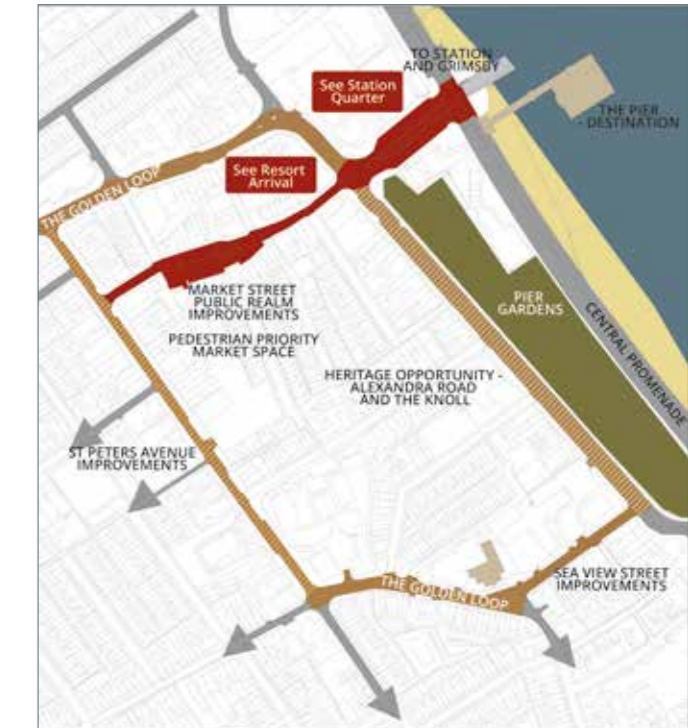 TO STATION
AND GRIMSBY
See Station
Quarter
THE PIER
- DESTINATION
See Resort
Arrival
THE GOLDEN LOOP
MARKET STREET
PUBLIC REALM
IMPROVEMENTS
PEDESTRIAN PRIORITY
MARKET SPACE
PIER
GARDENS
CENTRAL PROMENADE
HERITAGE OPPORTUNITY -
ALEXANDRA ROAD
AND THE KNOLL
ST PETERS AVENUE
IMPROVEMENTS
THE GOLDEN LOOP
SEA VIEW STREET
IMPROVEMENTS